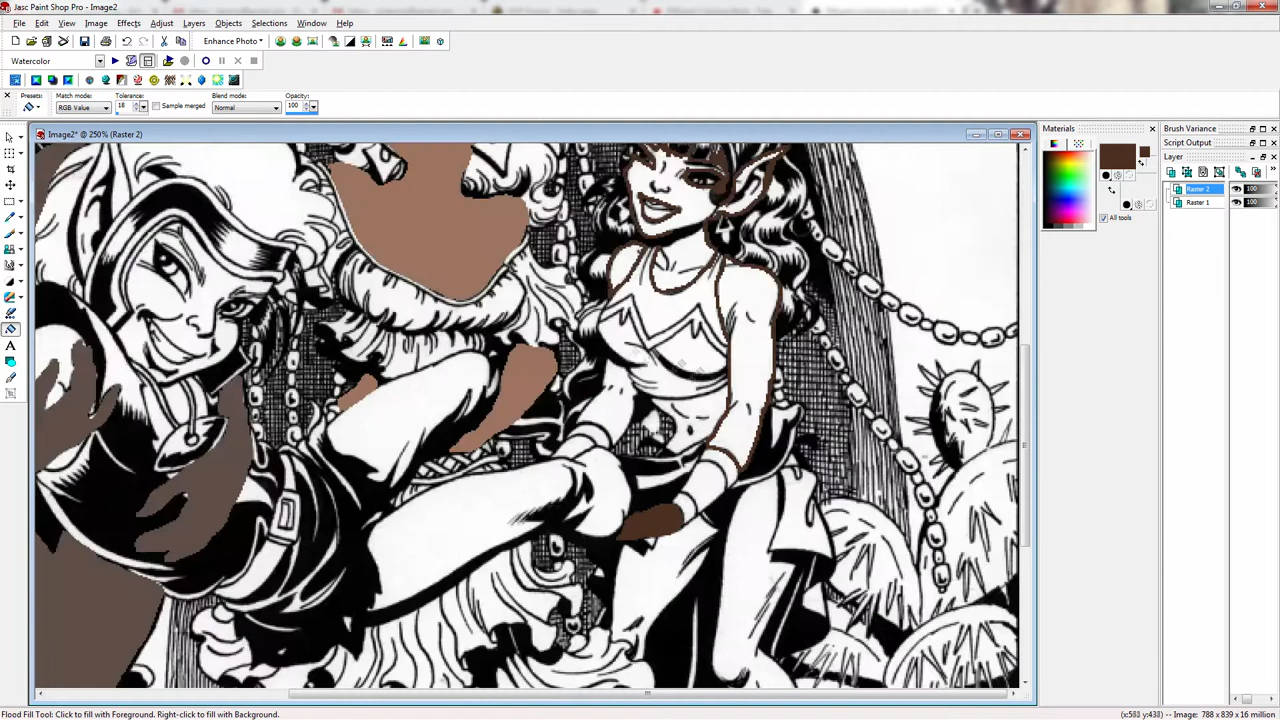 Jasc Paint Shop Pro - Image2
File Edit View Image Effects Adjust Layers Objects Selections Window Help
Enhance Photo
Watercolor
Presets: Match mode: Tolerance: Blend mode: Opacity:
RGB Value 18 Sample merged Normal 100
Image2* @ 250% (Raster 2)
Materials
All tools
Brush Variance
Script Output
Layer
Raster 2 100
Raster 1 100
Flood Fill Tool: Click to fill with Foreground. Right-click to fill with Background.
-- Image: 788 x 839 x 16 million